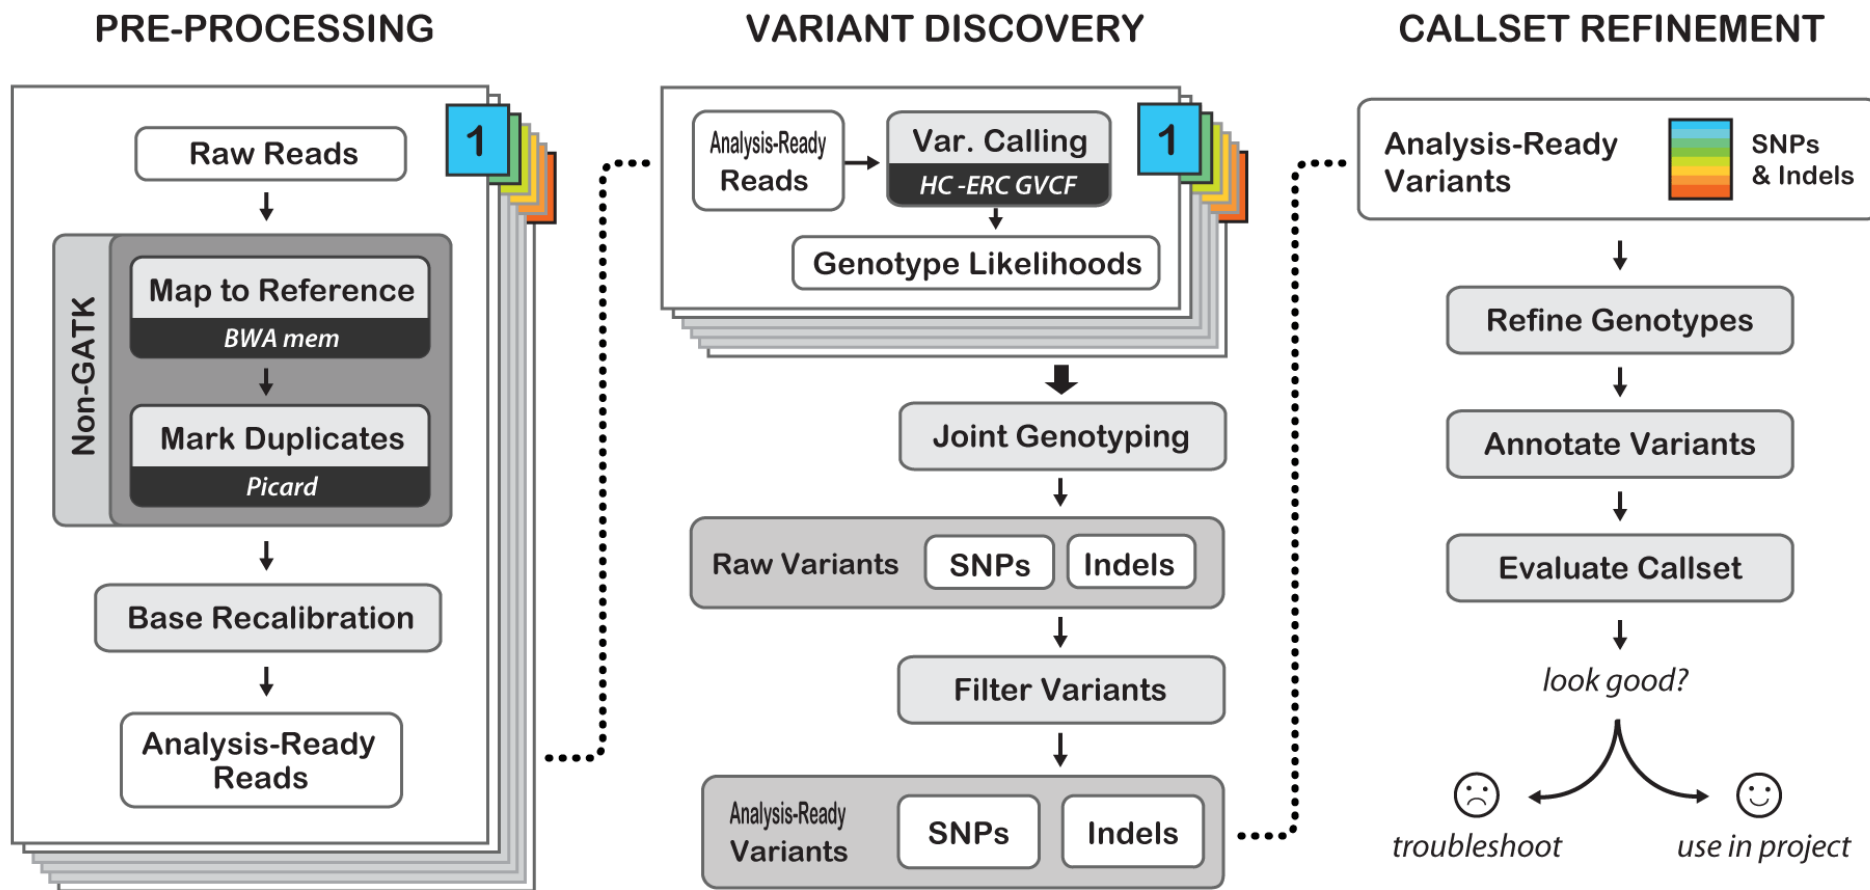 PRE-PROCESSING
1
Raw Reads
Non-GATK
Map to Reference
BWA mem
Mark Duplicates
Picard
Base Recalibration
Analysis-Ready
Reads
VARIANT DISCOVERY
1
Analysis-Ready
Reads
Var. Calling
HC -ERC GVCF
Genotype Likelihoods
Joint Genotyping
Raw Variants
SNPs
Indels
Filter Variants
Analysis-Ready
Variants
SNPs
Indels
CALLSET REFINEMENT
Analysis-Ready
Variants
SNPs
& Indels
Refine Genotypes
Annotate Variants
Evaluate Callset
look good?
troubleshoot
use in project